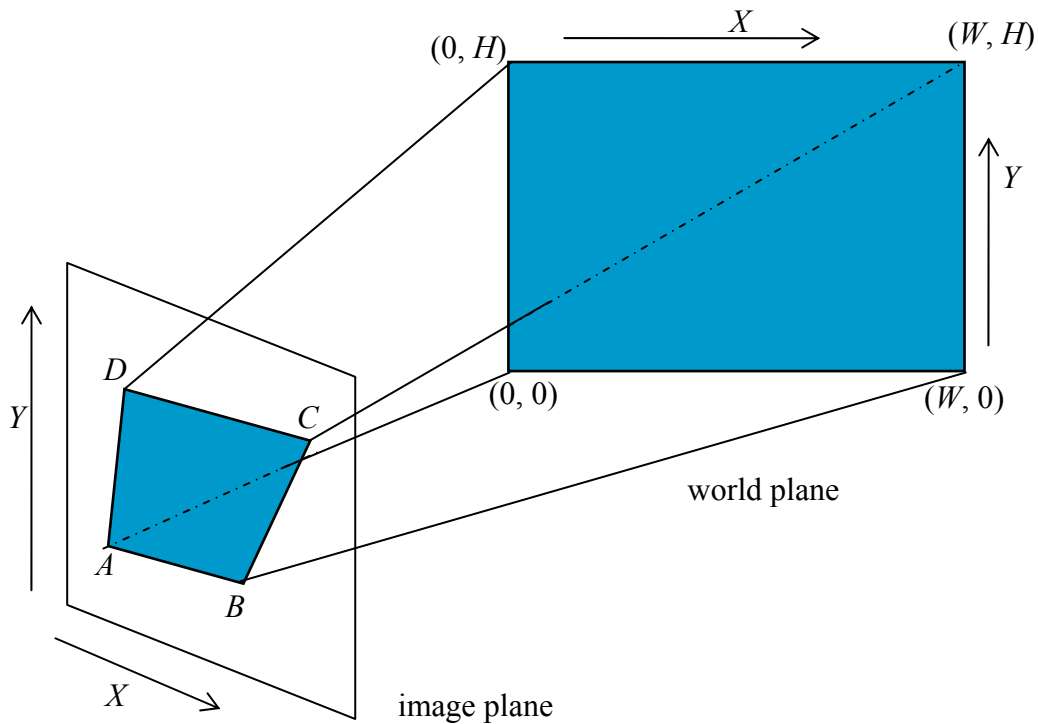 X
(0, H)
(W, H)
Y
(0, 0)
(W, 0)
D
C
Y
world plane
A
B
X
image plane